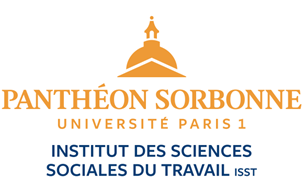 PANTHÉON SORBONNE
UNIVERSITÉ PARIS 1
INSTITUT DES SCIENCES
SOCIALES DU TRAVAIL ISST